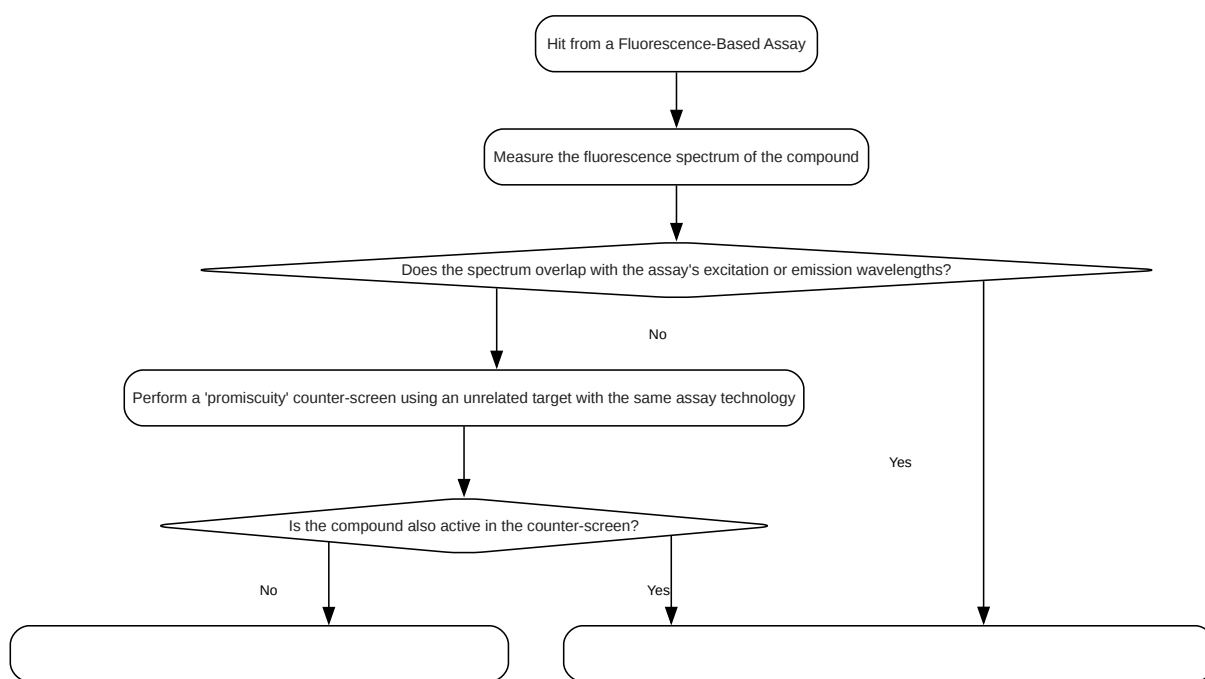 Hit from a Fluorescence-Based Assay
Measure the fluorescence spectrum of the compound
Does the spectrum overlap with the assay's excitation or emission wavelengths?
No
Perform a 'promiscuity' counter-screen using an unrelated target with the same assay technology
Yes
Is the compound also active in the counter-screen?
No
Yes